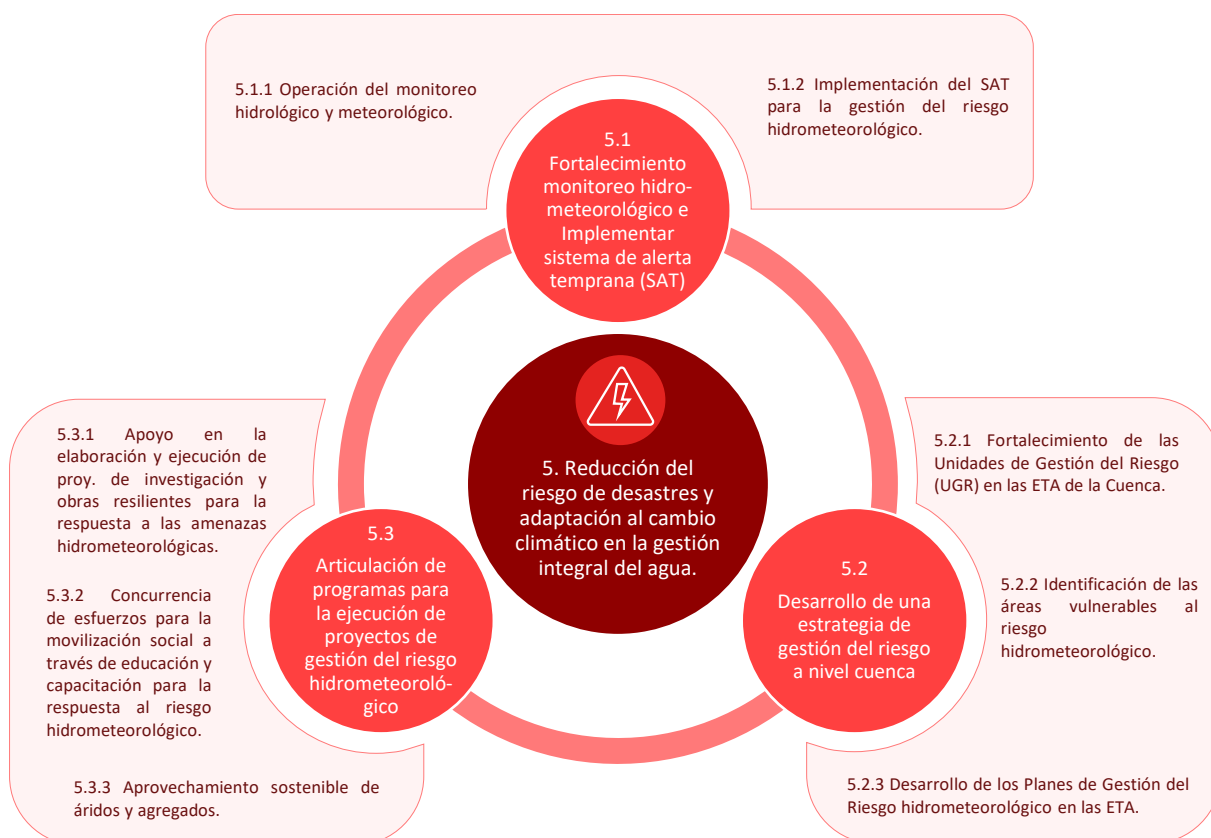 5.1.1 Operación del monitoreo
hidrológico y meteorológico.
5.1.2 Implementación del SAT
para la gestión del riesgo
hidrometeorológico.
5.1
Fortalecimiento
monitoreo hidro-
meteorológico e
Implementar
sistema de alerta
temprana (SAT)
5. Reducción del
riesgo de desastres y
adaptación al cambio
climático en la gestión
integral del agua.
5.2.1 Fortalecimiento de las
Unidades de Gestión del Riesgo
(UGR) en las ETA de la Cuenca.
5.2
Desarrollo de una
estrategia de
gestión del riesgo
a nivel cuenca
5.2.2 Identificación de las
áreas vulnerables al
riesgo
hidrometeorológico.
5.2.3 Desarrollo de los Planes de Gestión del
Riesgo hidrometeorológico en las ETA.
5.3.1 Apoyo en la
elaboración y ejecución de
proy. de investigación y
obras resilientes para la
respuesta a las amenazas
hidrometeorológicas.
5.3
Articulación de
programas para
la ejecución de
proyectos de
gestión del riesgo
hidrometeoroló-
gico
5.3.2 Concurrencia
de esfuerzos para la
movilización social a
través de educación y
capacitación para la
respuesta al riesgo
hidrometeorológico.
5.3.3 Aprovechamiento sostenible de
áridos y agregados.